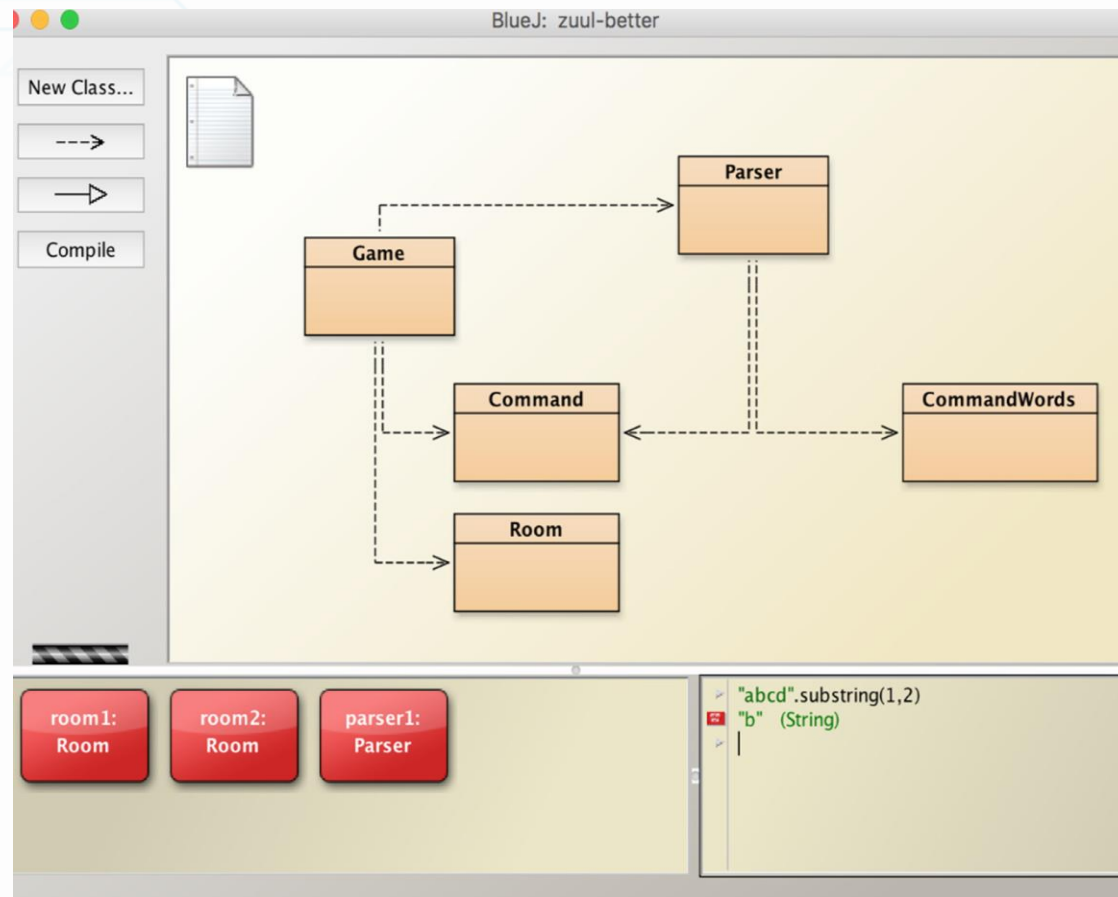 BlueJ: zuul-better
New Class...
Compile
Parser
Game
Command
CommandWords
Room
room1:
Room
room2:
Room
parser1:
Parser
"abcd".substring(1,2)
"b" (String)